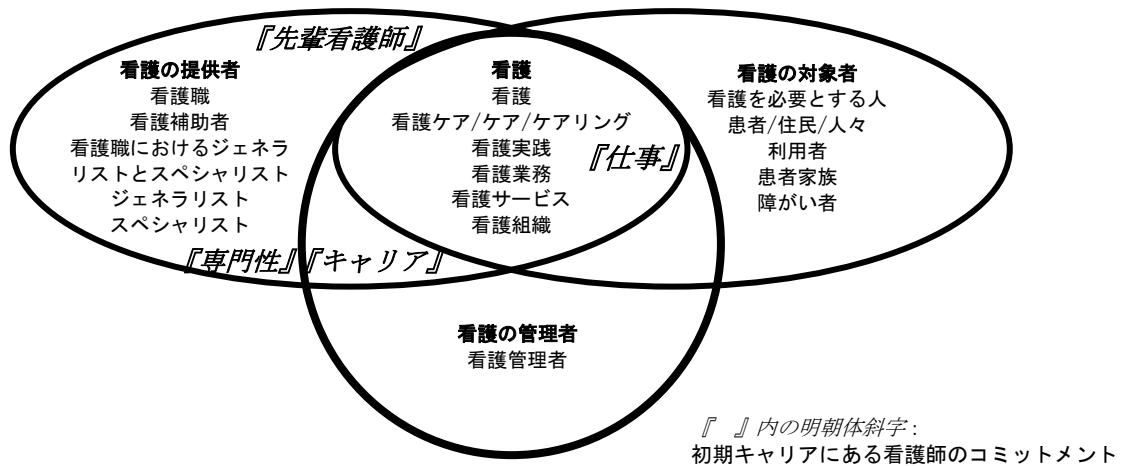 『先輩看護師』
看護の提供者
看護職
看護補助者
看護職におけるジェネラ
リストとスペシャリスト
ジェネラリスト
スペシャリスト
『専門性』『キャリア』
看護
看護
看護ケア/ケア/ケアリング
看護実践
『仕事』
看護業務
看護サービス
看護組織
看護の対象者
看護を必要とする人
患者/住民/人々
利用者
患者家族
障がい者
看護の管理者
看護管理者
『　』内の明朝体斜字：
初期キャリアにある看護師のコミットメント